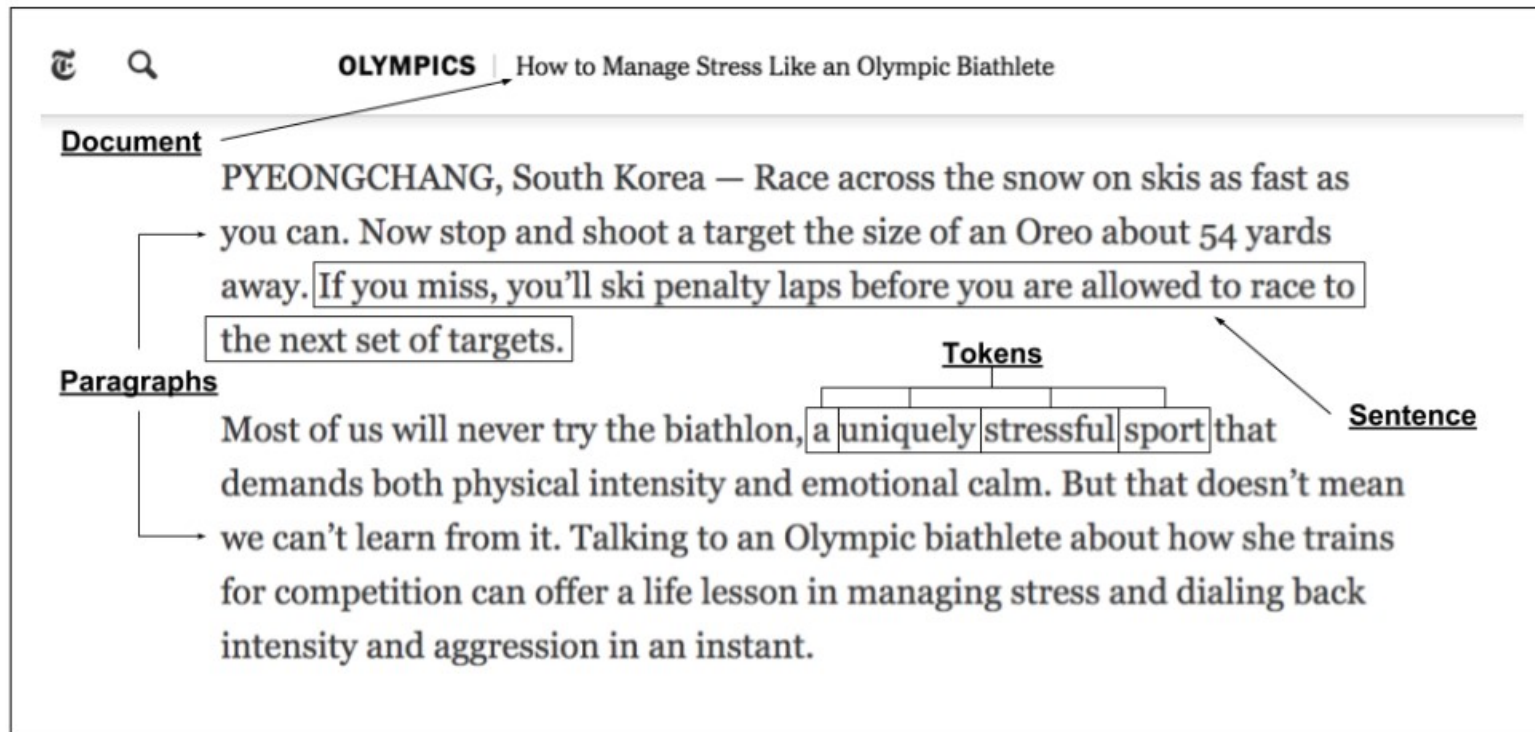 OLYMPICS | How to Manage Stress Like an Olympic Biathlete
Document
PYEONGCHANG, South Korea — Race across the snow on skis as fast as
you can. Now stop and shoot a target the size of an Oreo about 54 yards
away. If you miss, you’ll ski penalty laps before you are allowed to race to
the next set of targets.
Tokens
Paragraphs
Sentence
Most of us will never try the biathlon, a uniquely stressful sport that
demands both physical intensity and emotional calm. But that doesn’t mean
we can’t learn from it. Talking to an Olympic biathlete about how she trains
for competition can offer a life lesson in managing stress and dialing back
intensity and aggression in an instant.